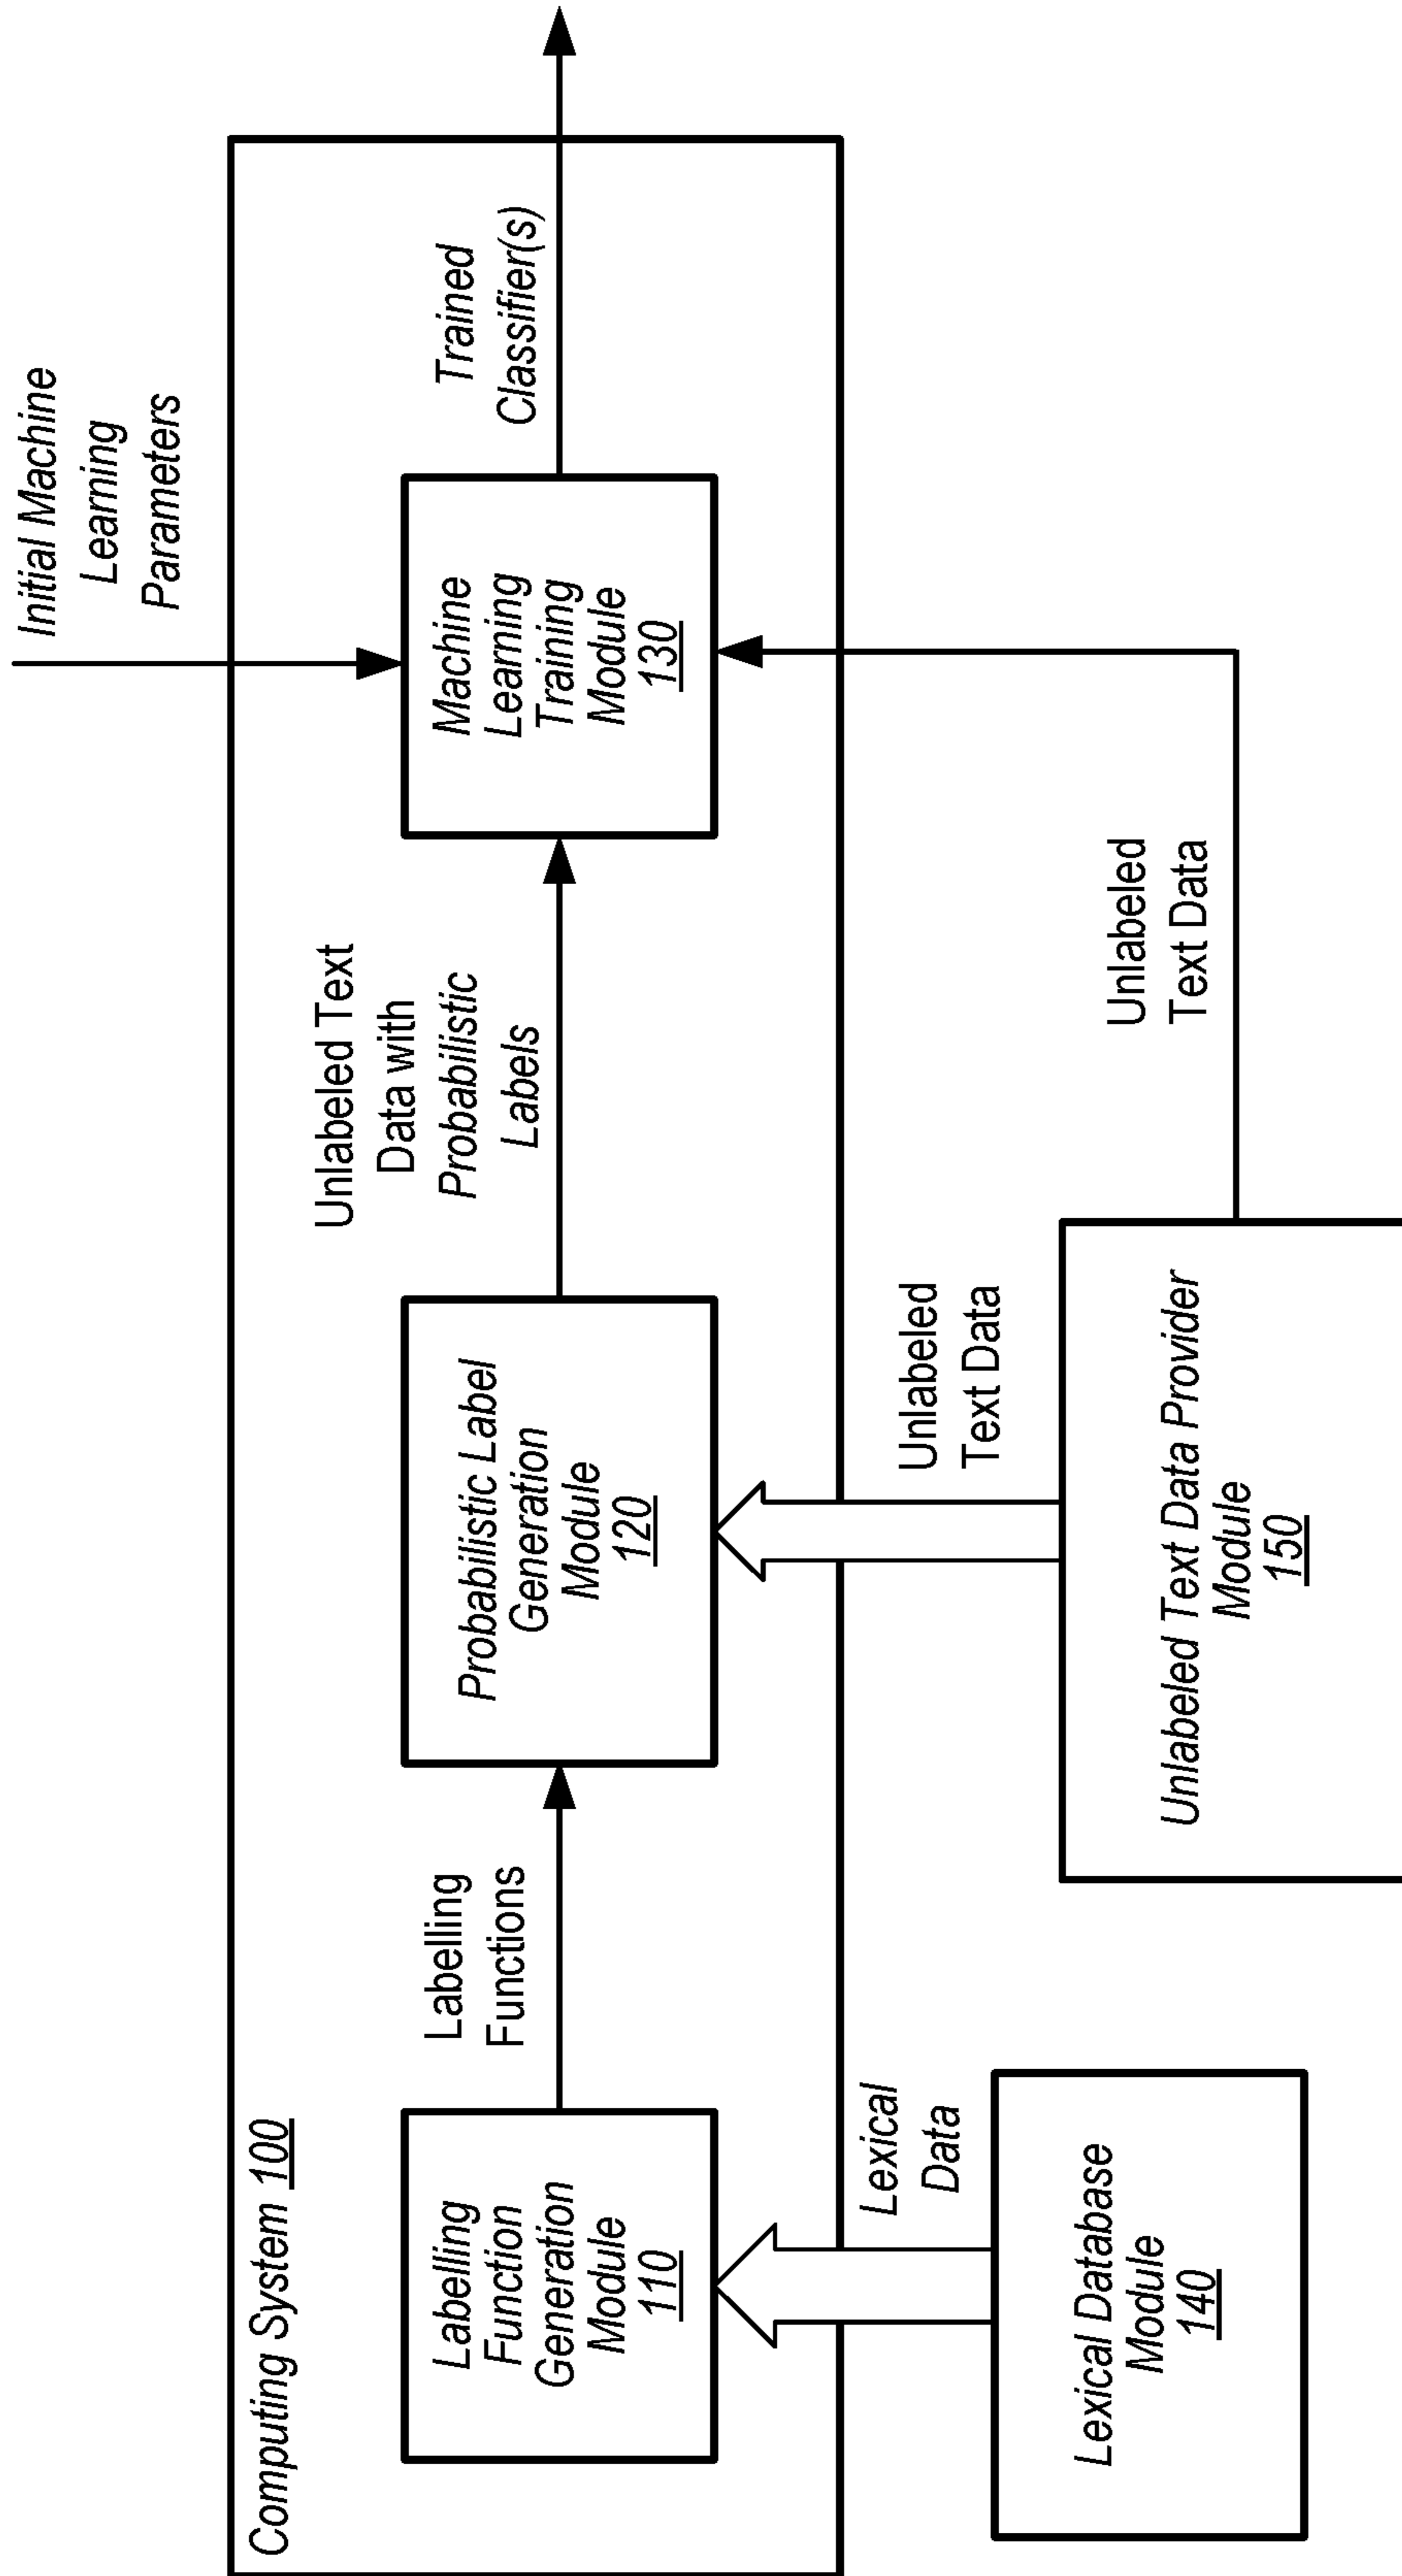 Initial Machine
Learning
Parameters
Computing System 100
Labelling
Function
Generation
Module
110
Labelling
Functions
Probabilistic Label
Generation
Module
120
Unlabeled Text
Data with
Probabilistic
Labels
Machine
Learning
Training
Module
130
Trained
Classifier(s)
Lexical
Data
Unlabeled
Text Data
Unlabeled
Text Data
Lexical Database
Module
140
Unlabeled Text Data Provider
Module
150